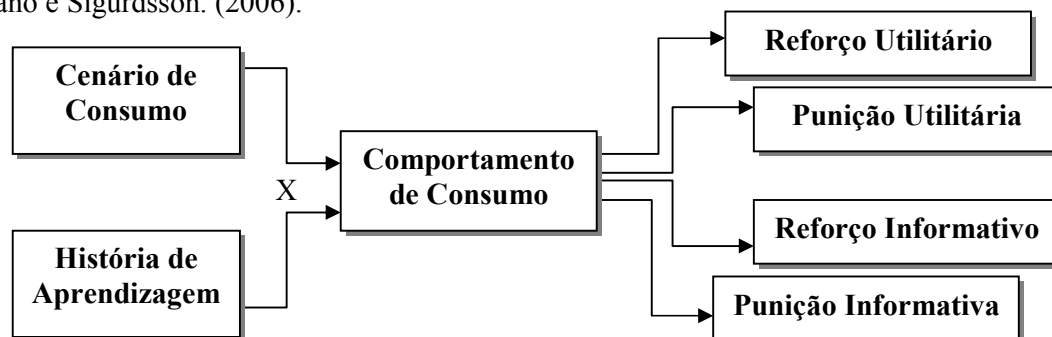 ano e Sigurdsson. (2006).
Cenário de
Consumo
História de
Aprendizagem
X
Comportamento
de Consumo
Reforço Utilitário
Punição Utilitária
Reforço Informativo
Punição Informativa